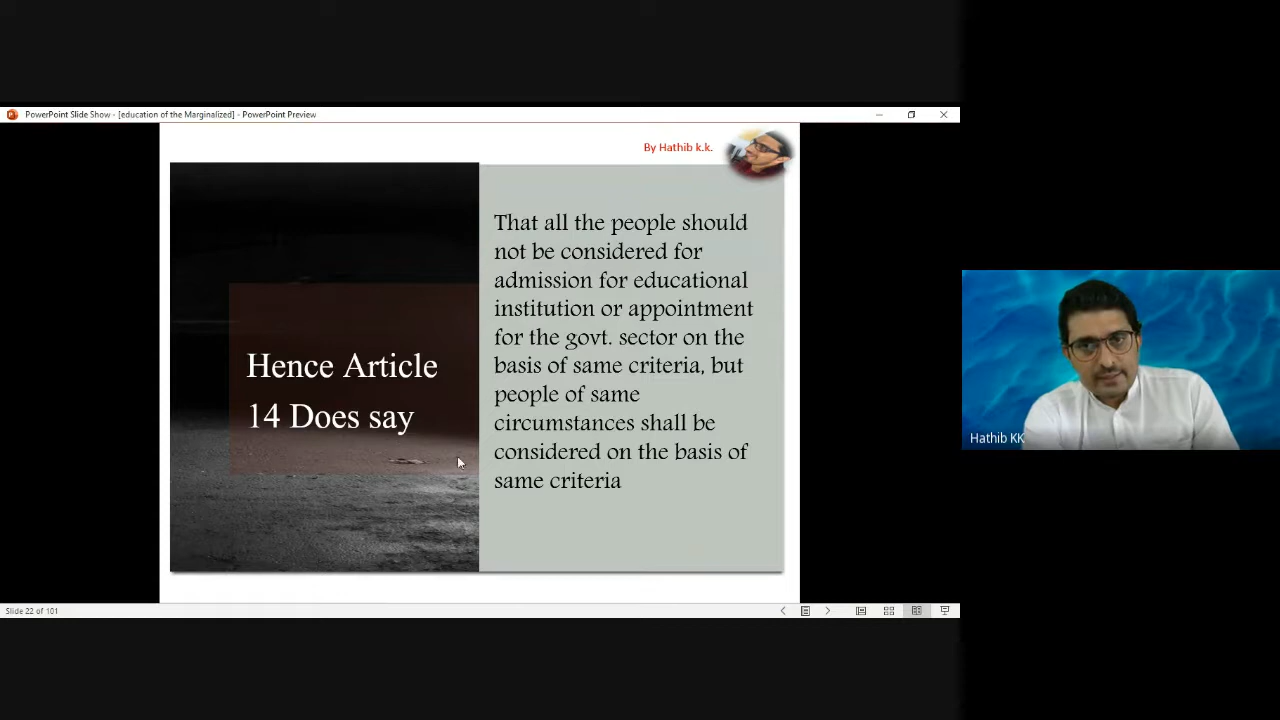 PowerPoint Slide Show - [education of the Marginalized] - PowerPoint Preview
By Hathib k.k.
Hence Article
14 Does say
That all the people should
not be considered for
admission for educational
institution or appointment
for the govt. sector on the
basis of same criteria, but
people of same
circumstances shall be
considered on the basis of
same criteria
Hathib KK
Slide 22 of 101